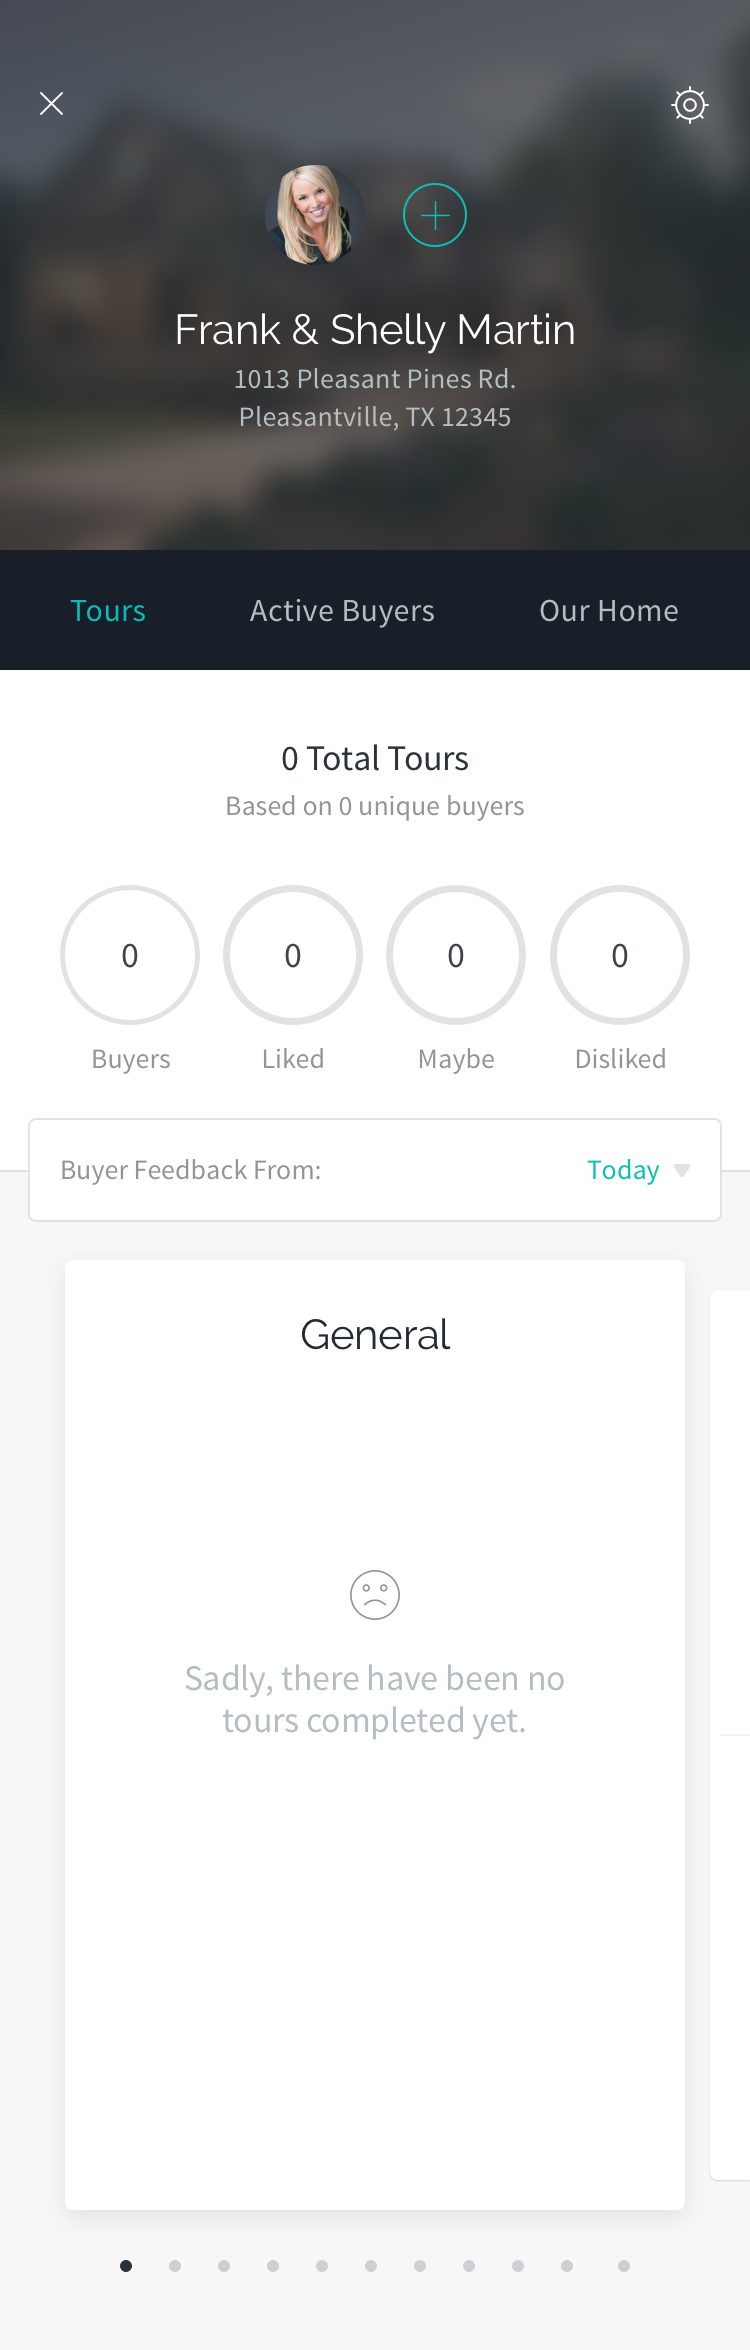 Frank & Shelly Martin
1013 Pleasant Pines Rd.
Pleasantville, TX 12345
Tours
Active Buyers
Our Home
0 Total Tours
Based on 0 unique buyers
0
0
0
0
Buyers
Liked
Maybe
Disliked
Buyer Feedback From:
Today
General
Sadly, there have been no
tours completed yet.